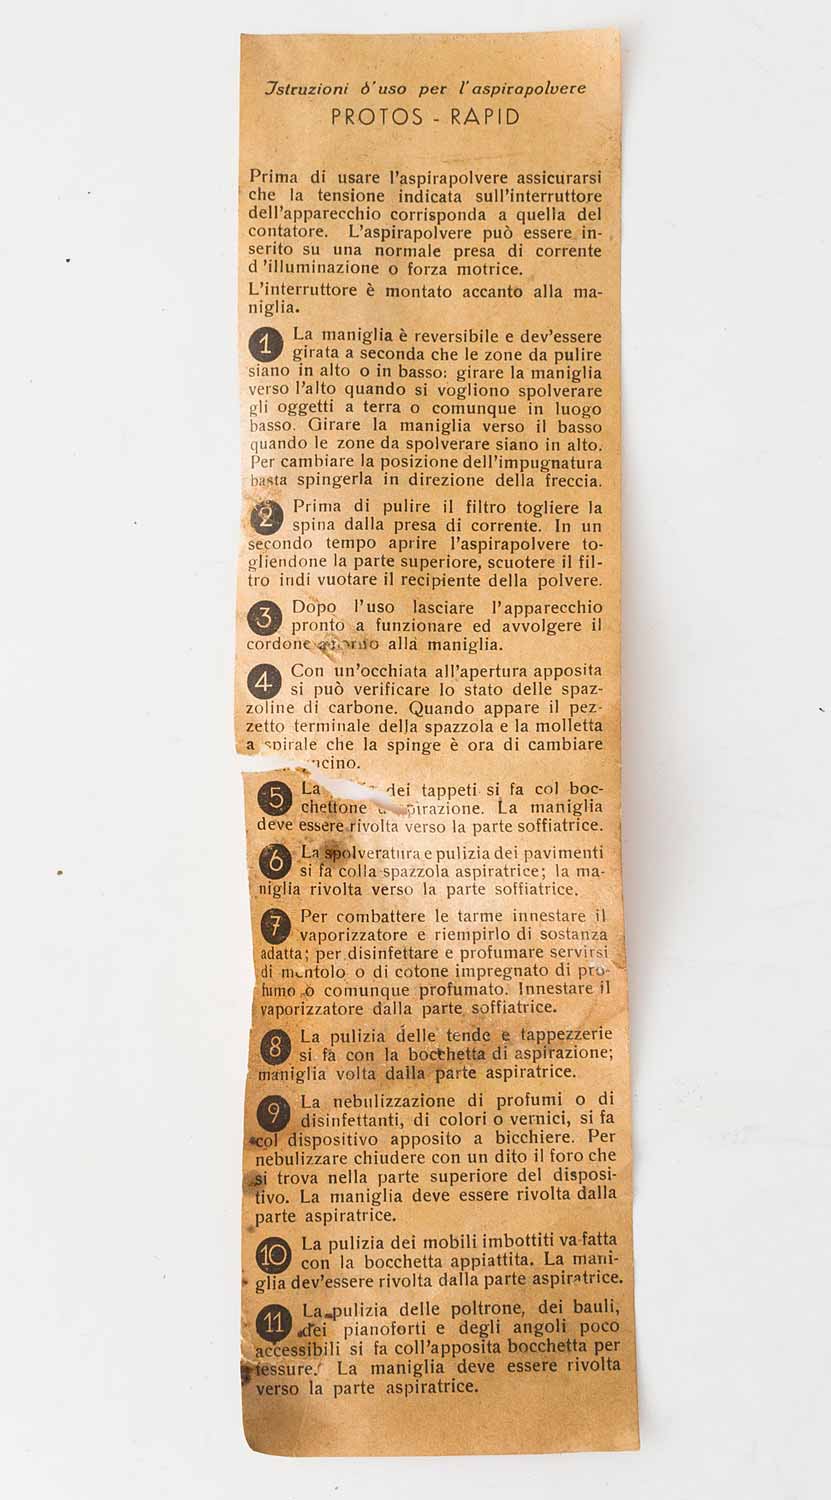 Istruzioni d'uso per l'aspirapolvere
PROTOS - RAPID
Prima di usare l'aspirapolvere assicurarsi
che la tensione indicata sull'interruttore
dell'apparecchio corrisponda a quella del
contatore. L'aspirapolvere può essere in-
serito su una normale presa di corrente
d'illuminazione o forza motrice.
L'interruttore è montato accanto alla ma-
niglia.
1 La maniglia è reversibile e dev'essere
girata a seconda che le zone da pulire
siano in alto o in basso: girare la maniglia
verso l'alto quando si vogliono spolverare
gli oggetti a terra o comunque in luogo
basso. Girare la maniglia verso il basso
quando le zone da spolverare siano in alto.
Per cambiare la posizione dell'impugnatura
basta spingerla in direzione della freccia.
2 Prima di pulire il filtro togliere la
spina dalla presa di corrente. In un
secondo tempo aprire l'aspirapolvere to-
gliendone la parte superiore, scuotere il fil-
tro indi vuotare il recipiente della polvere.
3 Dopo l'uso lasciare l'apparecchio
pronto a funzionare ed avvolgere il
cordone alla maniglia.
4 Con un'occhiata all'apertura apposita
si può verificare lo stato delle spaz-
zoline di carbone. Quando appare il pez-
zetto terminale della spazzola e la molletta
a spirale che la spinge è ora di cambiare
5 La dei tappeti si fa col boc-
chettone La maniglia
deve essere rivolta verso la parte soffiatrice.
6 La spolveratura e pulizia dei pavimenti
si fa colla spazzola aspiratrice; la ma-
niglia rivolta verso la parte soffiatrice.
7 Per combattere le tarme innestare il
vaporizzatore e riempirlo di sostanza
adatta; per disinfettare e profumare servirsi
di mentolo o di cotone impregnato di pro-
fumo o comunque profumato. Innestare il
vaporizzatore dalla parte soffiatrice.
8 La pulizia delle tende e tappezzerie
si fa con la bocchetta di aspirazione;
maniglia volta dalla parte aspiratrice.
9 La nebulizzazione di profumi o di
disinfettanti, di colori o vernici, si fa
col dispositivo apposito a bicchiere. Per
nebulizzare chiudere con un dito il foro che
si trova nella parte superiore del disposi-
tivo. La maniglia deve essere rivolta dalla
parte aspiratrice.
10 La pulizia dei mobili imbottiti va fatta
con la bocchetta appiattita. La mani-
glia dev'essere rivolta dalla parte aspiratrice.
11 La pulizia delle poltrone, dei bauli,
dei pianoforti e degli angoli poco
accessibili si fa coll'apposita bocchetta per
fessure. La maniglia deve essere rivolta
verso la parte aspiratrice.